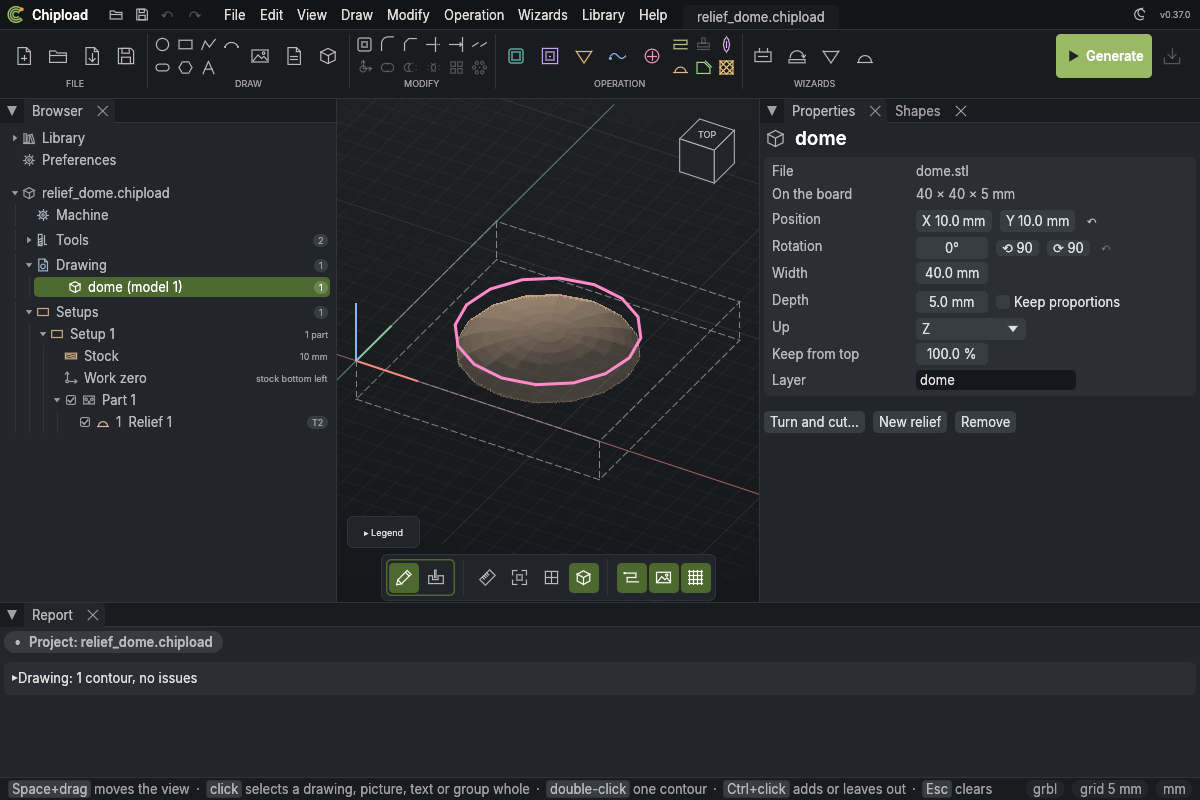 Chipload
File Edit View Draw Modify Operation Wizards Library Help
relief_dome.chipload
v0.37.0
FILE
DRAW
MODIFY
OPERATION
WIZARDS
Generate
Browser
Library
Preferences
relief_dome.chipload
Machine
Tools 2
Drawing 1
dome (model 1) 1
Setups 1
Setup 1 1 part
Stock 10 mm
Work zero stock bottom left
Part 1
1 Relief 1 T2
TOP
Legend
Properties
Shapes
dome
File dome.stl
On the board 40 × 40 × 5 mm
Position X 10.0 mm Y 10.0 mm
Rotation 0° ⟲ 90 ⟳ 90
Width 40.0 mm
Depth 5.0 mm Keep proportions
Up Z
Keep from top 100.0 %
Layer dome
Turn and cut... New relief Remove
Report
• Project: relief_dome.chipload
▸Drawing: 1 contour, no issues
Space+drag moves the view · click selects a drawing, picture, text or group whole · double-click one contour · Ctrl+click adds or leaves out · Esc clears
grbl grid 5 mm mm